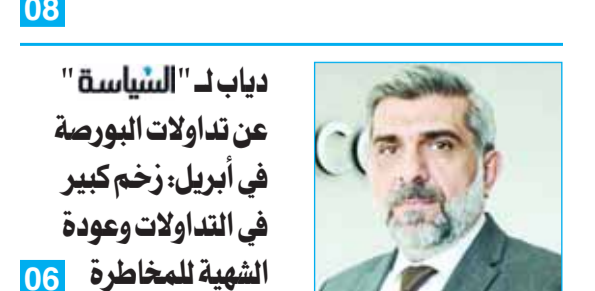 08
دياب لـ "السياسة"
عن تداولات البورصة
في أبريل: زخم كبير
في التداولات وعودة
الشهية للمخاطرة 06